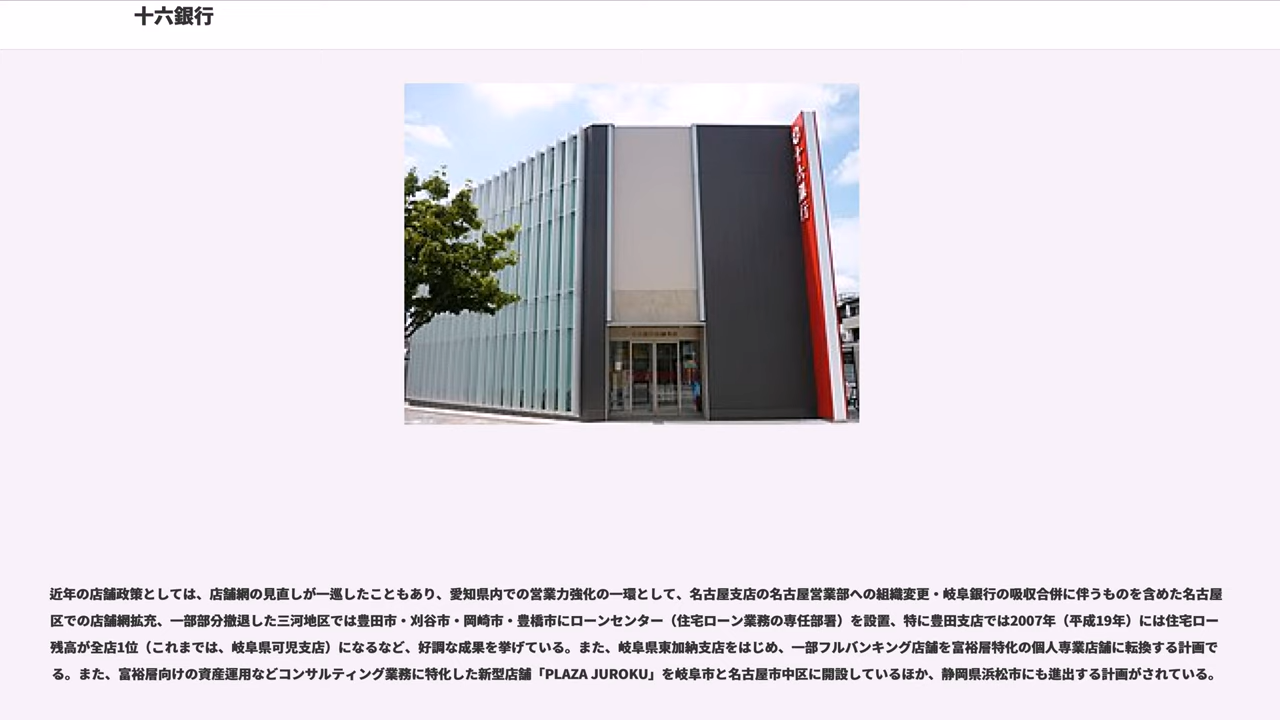 十六銀行
十六銀行
近年の店舗政策としては、店舗網の見直しが一巡したこともあり、愛知県内での営業力強化の一環として、名古屋支店の名古屋営業部への組織変更・岐阜銀行の吸収合併に伴うものを含めた名古屋
区での店舗網拡充、一部部分撤退した三河地区では豊田市・刈谷市・岡崎市・豊橋市にローンセンター（住宅ローン業務の専任部署）を設置、特に豊田支店では2007年（平成19年）には住宅ロー
残高が全店1位（これまでは、岐阜県可児支店）になるなど、好調な成果を挙げている。また、岐阜県東加納支店をはじめ、一部フルバンキング店舗を富裕層特化の個人専業店舗に転換する計画で
る。また、富裕層向けの資産運用などコンサルティング業務に特化した新型店舗「PLAZA JUROKU」を岐阜市と名古屋市中区に開設しているほか、静岡県浜松市にも進出する計画がされている。